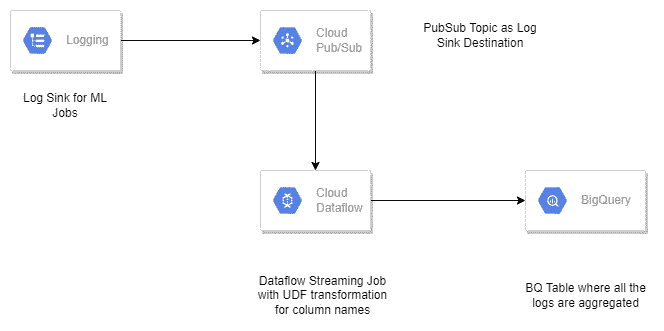 Logging
Cloud
Pub/Sub
PubSub Topic as Log
Sink Destination
Log Sink for ML
Jobs
Cloud
Dataflow
BigQuery
Dataflow Streaming Job
with UDF transformation
for column names
BQ Table where all the
logs are aggregated